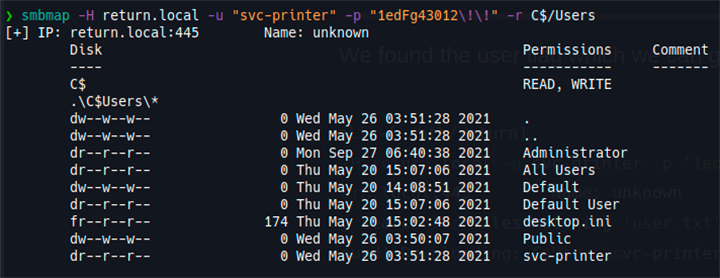 ❯ smbmap -H return.local -u "svc-printer" -p "1edFg43012\!\!" -r C$/Users
[+] IP: return.local:445 Name: unknown
Disk Permissions Comment
---- ----------- -------
C$ READ, WRITE
.\C$Users\*
dw--w--w-- 0 Wed May 26 03:51:28 2021 .
dw--w--w-- 0 Wed May 26 03:51:28 2021 ..
dr--r--r-- 0 Mon Sep 27 06:40:38 2021 Administrator
dr--r--r-- 0 Thu May 20 15:07:06 2021 All Users
dw--w--w-- 0 Thu May 20 14:08:51 2021 Default
dr--r--r-- 0 Thu May 20 15:07:06 2021 Default User
fr--r--r-- 174 Thu May 20 15:02:48 2021 desktop.ini
dw--w--w-- 0 Wed May 26 03:50:07 2021 Public
dr--r--r-- 0 Wed May 26 03:51:28 2021 svc-printer